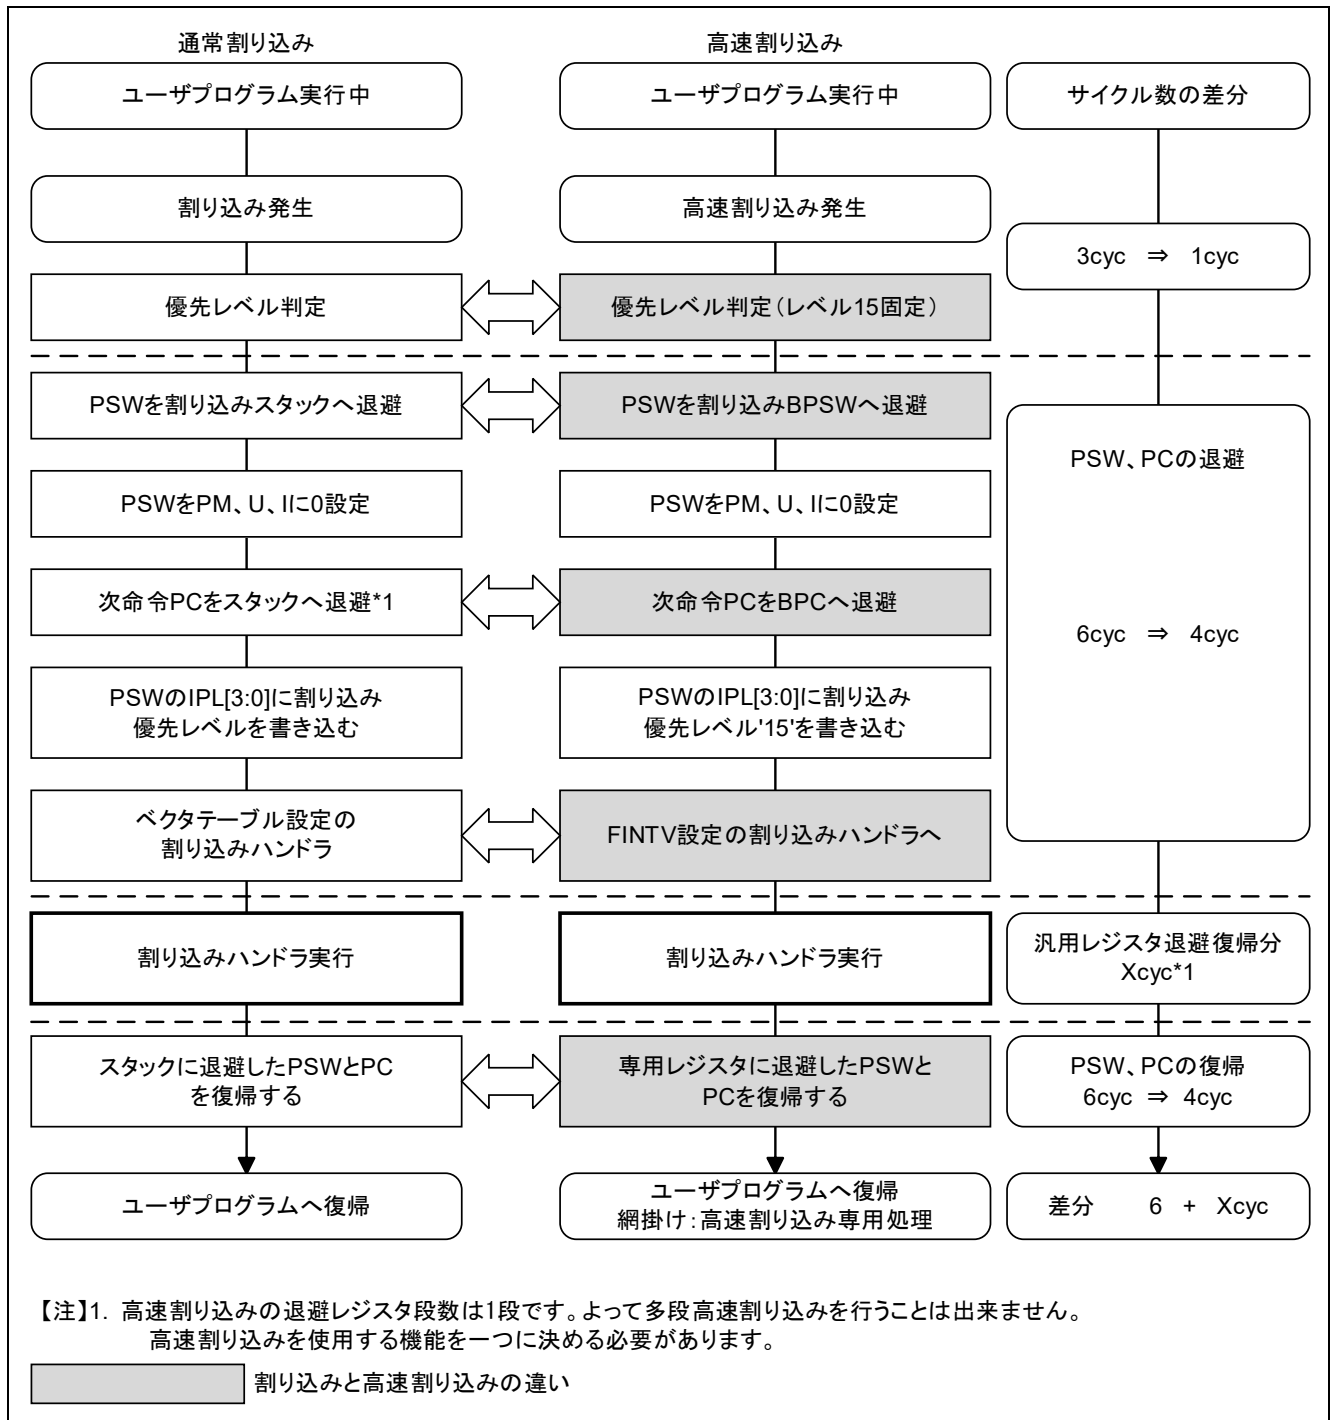 通常割り込み
高速割り込み
ユーザプログラム実行中
ユーザプログラム実行中
サイクル数の差分
割り込み発生
高速割り込み発生
3cyc ⇒ 1cyc
優先レベル判定
優先レベル判定(レベル15固定)
PSWを割り込みスタックへ退避
PSWを割り込みBPSWへ退避
PSW、PCの退避
PSWをPM、U、Iに0設定
PSWをPM、U、Iに0設定
次命令PCをスタックへ退避*1
次命令PCをBPCへ退避
6cyc ⇒ 4cyc
PSWのIPL[3:0]に割り込み
優先レベルを書き込む
PSWのIPL[3:0]に割り込み
優先レベル'15'を書き込む
ベクタテーブル設定の
割り込みハンドラ
FINTV設定の割り込みハンドラへ
割り込みハンドラ実行
割り込みハンドラ実行
汎用レジスタ退避復帰分
Xcyc*1
スタックに退避したPSWとPC
を復帰する
専用レジスタに退避したPSWと
PCを復帰する
PSW、PCの復帰
6cyc ⇒ 4cyc
ユーザプログラムへ復帰
ユーザプログラムへ復帰
網掛け:高速割り込み専用処理
差分 6 + Xcyc
【注】1. 高速割り込みの退避レジスタ段数は1段です。よって多段高速割り込みを行うことは出来ません。
高速割り込みを使用する機能を一つに決める必要があります。
割り込みと高速割り込みの違い